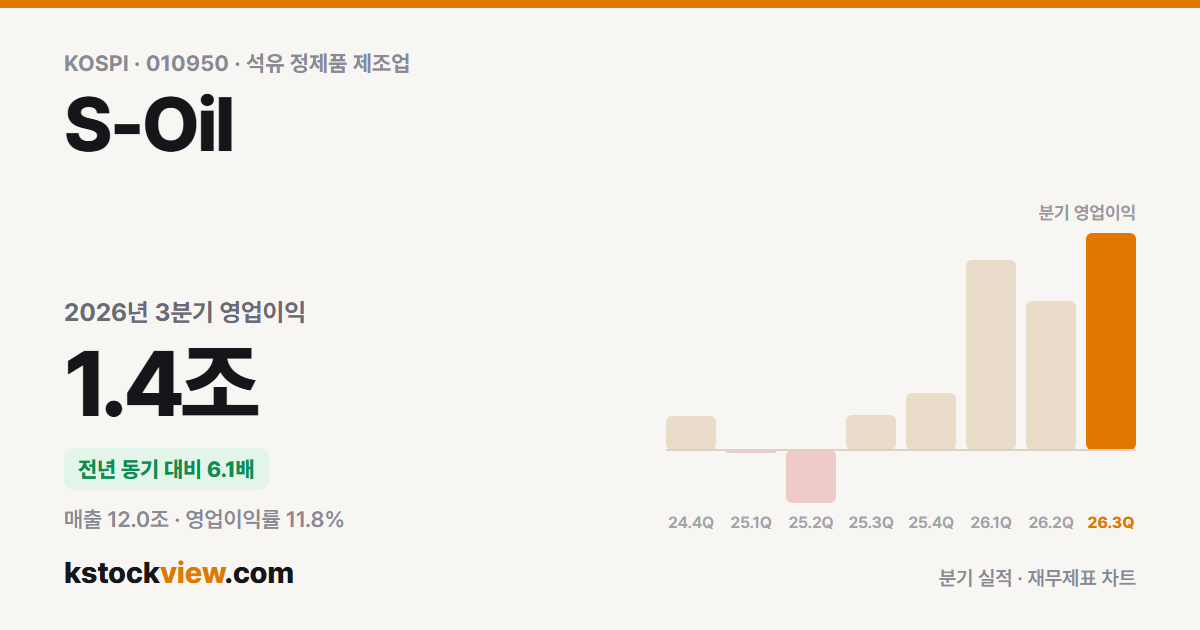 KOSPI · 010950 · 석유 정제품 제조업
S-Oil
2026년 3분기 영업이익
1.4조
전년 동기 대비 6.1배
매출 12.0조 · 영업이익률 11.8%
kstockview.com
분기 영업이익
24.4Q 25.1Q 25.2Q 25.3Q 25.4Q 26.1Q 26.2Q 26.3Q
분기 실적 · 재무제표 차트